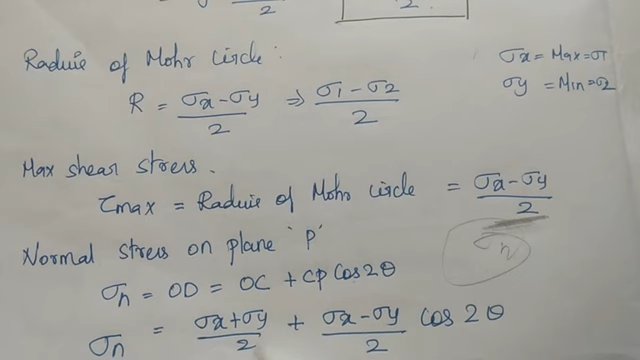 2
2
Radius of Mohr Circle :
σx = Max = σ1
R = σx - σy / 2 ⇒ σ1 - σ2 / 2
σy = Min = σ2
Max shear stress.
τmax = Radius of Mohr circle = σx - σy / 2
Normal stress on plane 'P'
σn
σn = OD = OC + CP cos 2θ
σn = σx + σy / 2 + σx - σy / 2 cos 2θ